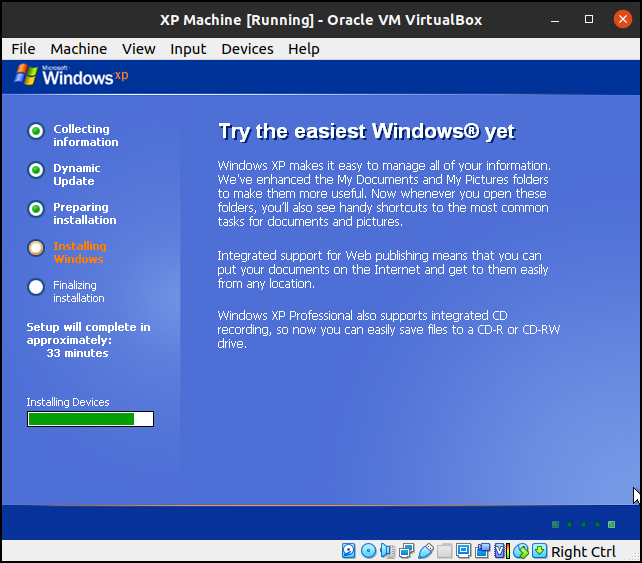 XP Machine [Running] - Oracle VM VirtualBox
File Machine View Input Devices Help
Microsoft
Windows xp
Collecting
information
Dynamic
Update
Preparing
installation
Installing
Windows
Finalizing
installation
Setup will complete in
approximately:
33 minutes
Installing Devices
Try the easiest Windows® yet
Windows XP makes it easy to manage all of your information.
We've enhanced the My Documents and My Pictures folders
to make them more useful. Now whenever you open these
folders, you'll also see handy shortcuts to the most common
tasks for documents and pictures.
Integrated support for Web publishing means that you can
put your documents on the Internet and get to them easily
from any location.
Windows XP Professional also supports integrated CD
recording, so now you can easily save files to a CD-R or CD-RW
drive.
Right Ctrl